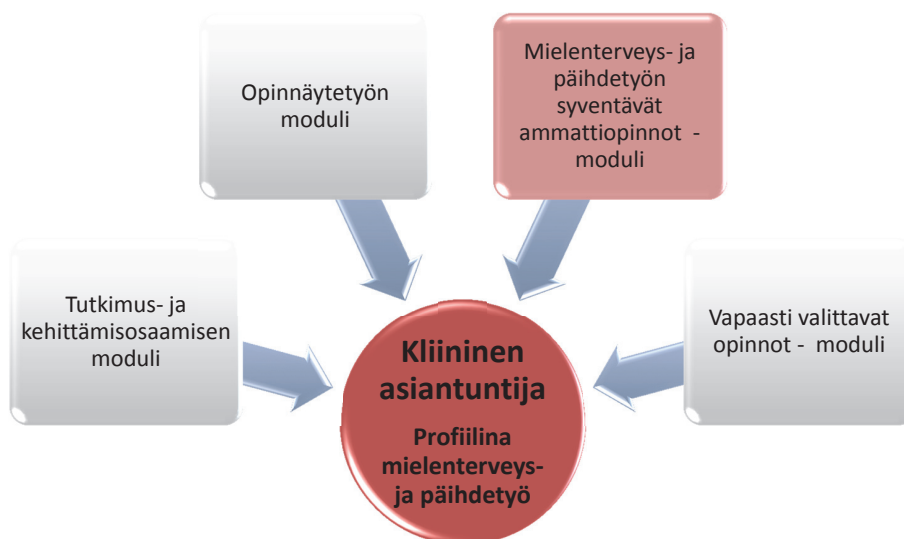 Opinnäytetyön
moduli
Mielenterveys- ja
päihdetyön
syventävät
ammattiopinnot -
moduli
Tutkimus- ja
kehittämisosaamisen
moduli
Vapaasti valittavat
opinnot - moduli
Kliininen
asiantuntija
Profiilina
mielenterveys-
ja päihdetyö